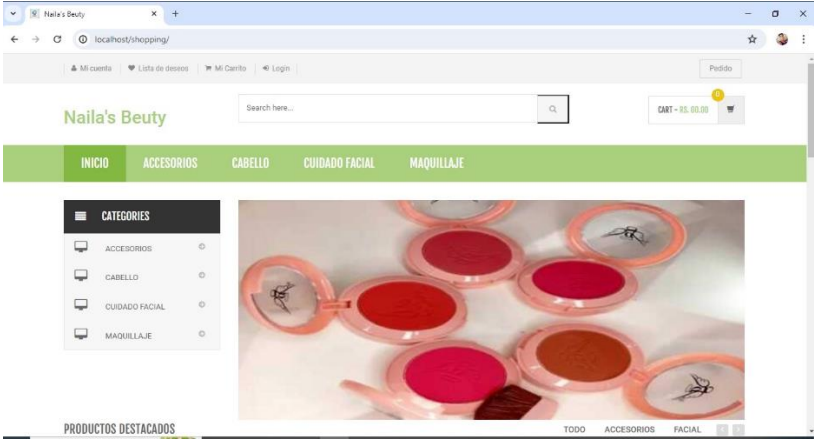 Naila's Beuty
localhost/shopping/
Mi cuenta Lista de deseos Mi Carrito Login Pedido
Naila's Beuty
Search here...
CART - RS. 00.00
0
INICIO ACCESORIOS CABELLO CUIDADO FACIAL MAQUILLAJE
CATEGORIES
ACCESORIOS
CABELLO
CUIDADO FACIAL
MAQUILLAJE
PRODUCTOS DESTACADOS
TODO ACCESORIOS FACIAL